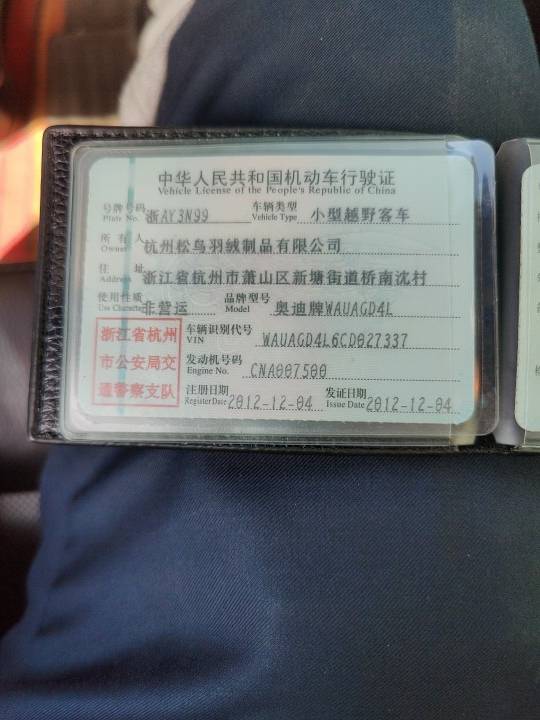 中华人民共和国机动车行驶证
Vehicle License of the People's Republic of China
号牌号码 浙AY3N99 车辆类型 小型越野客车
Plate No. Vehicle Type
所有人 杭州松鸟羽绒制品有限公司
Owner
住址 浙江省杭州市萧山区新塘街道桥南沈村
Address
使用性质 非营运 品牌型号 奥迪牌WAUAGD4L
Use Character Model
浙江省杭州
市公安局交
通警察支队
车辆识别代号 WAUAGD4L6CD027337
VIN
发动机号码 CNA007500
Engine No.
注册日期 2012-12-04 发证日期 2012-12-04
Register Date Issue Date